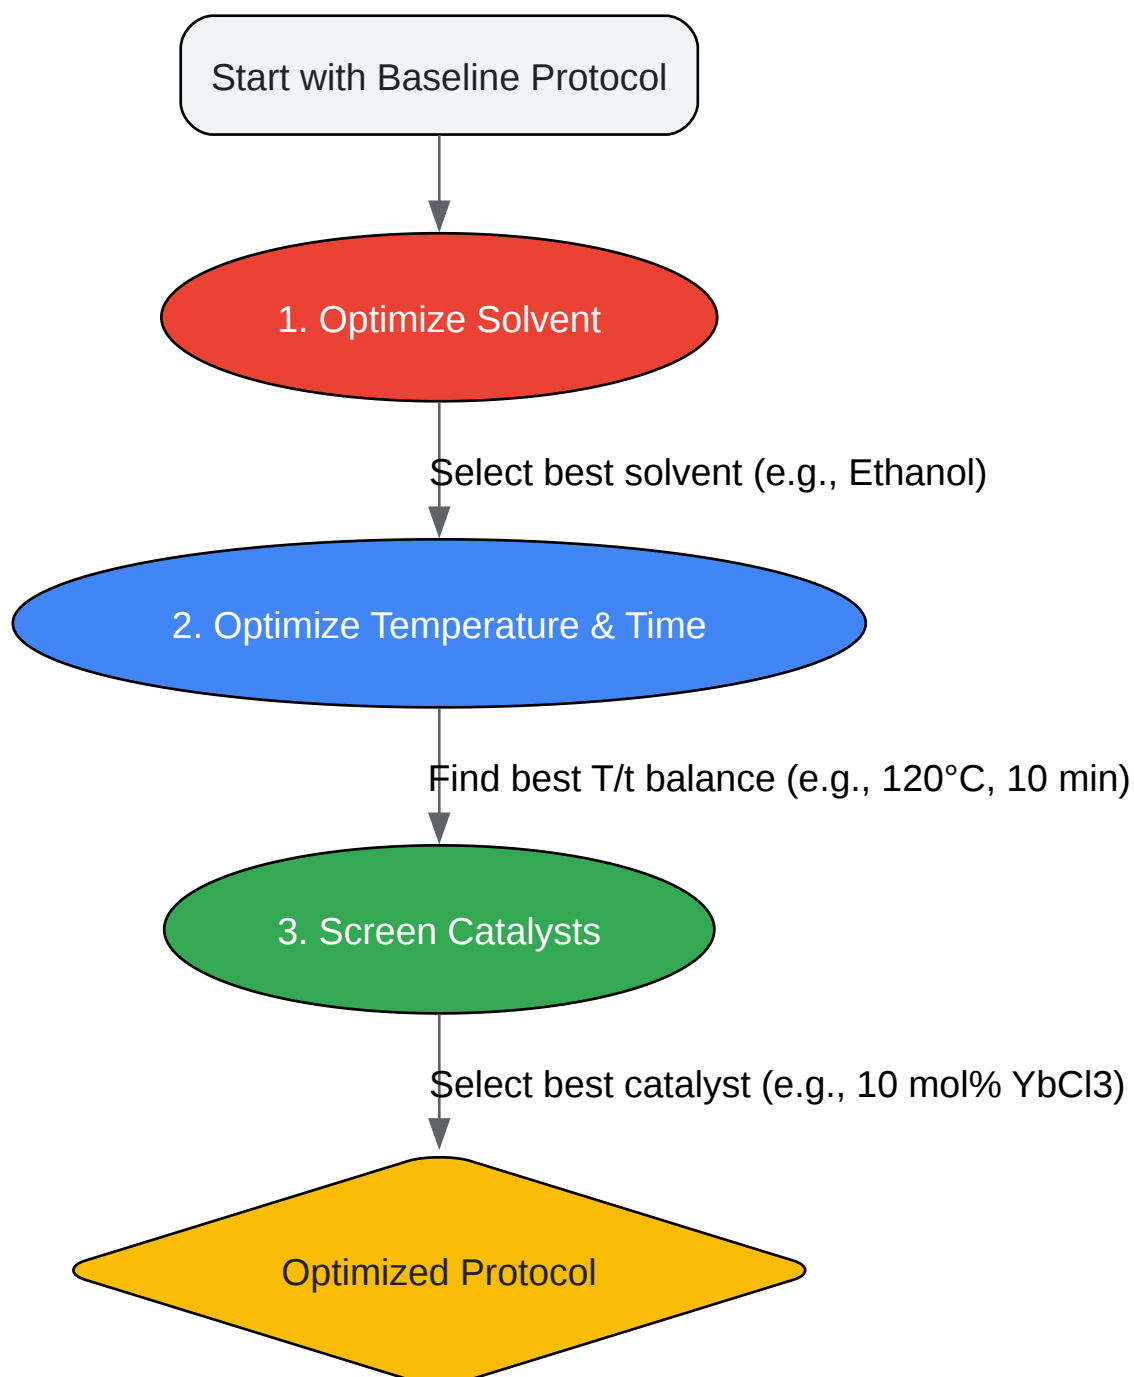 Start with Baseline Protocol
1. Optimize Solvent
Select best solvent (e.g., Ethanol)
2. Optimize Temperature & Time
Find best T/t balance (e.g., 120°C, 10 min)
3. Screen Catalysts
Select best catalyst (e.g., 10 mol% YbCl3)
Optimized Protocol